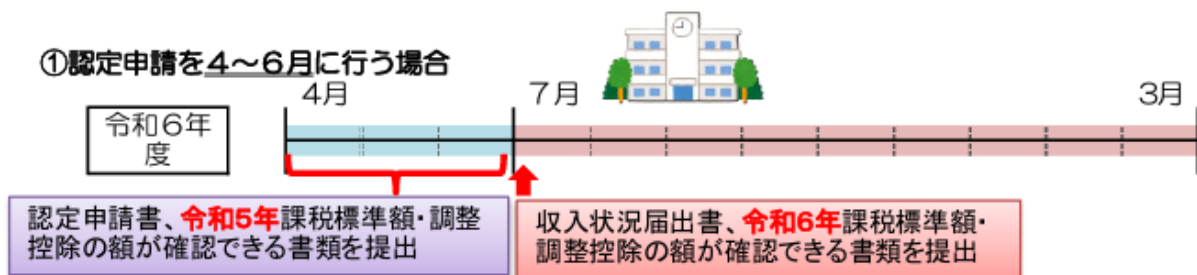 ①認定申請を4～6月に行う場合
4月
7月
3月
令和6年
度
認定申請書、令和5年課税標準額・調整
控除の額が確認できる書類を提出
収入状況届出書、令和6年課税標準額・
調整控除の額が確認できる書類を提出